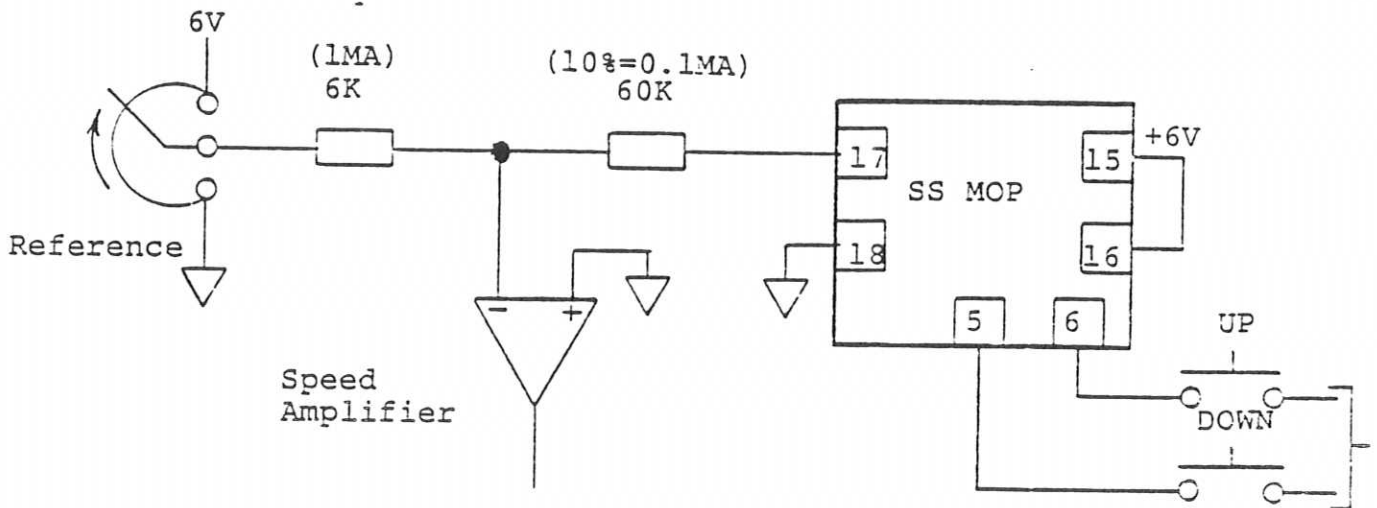 6V
(1MA)
6K
(10%=0.1MA)
60K
Reference
17
18
SS MOP
15
16
+6V
5
6
- +
Speed
Amplifier
UP
DOWN